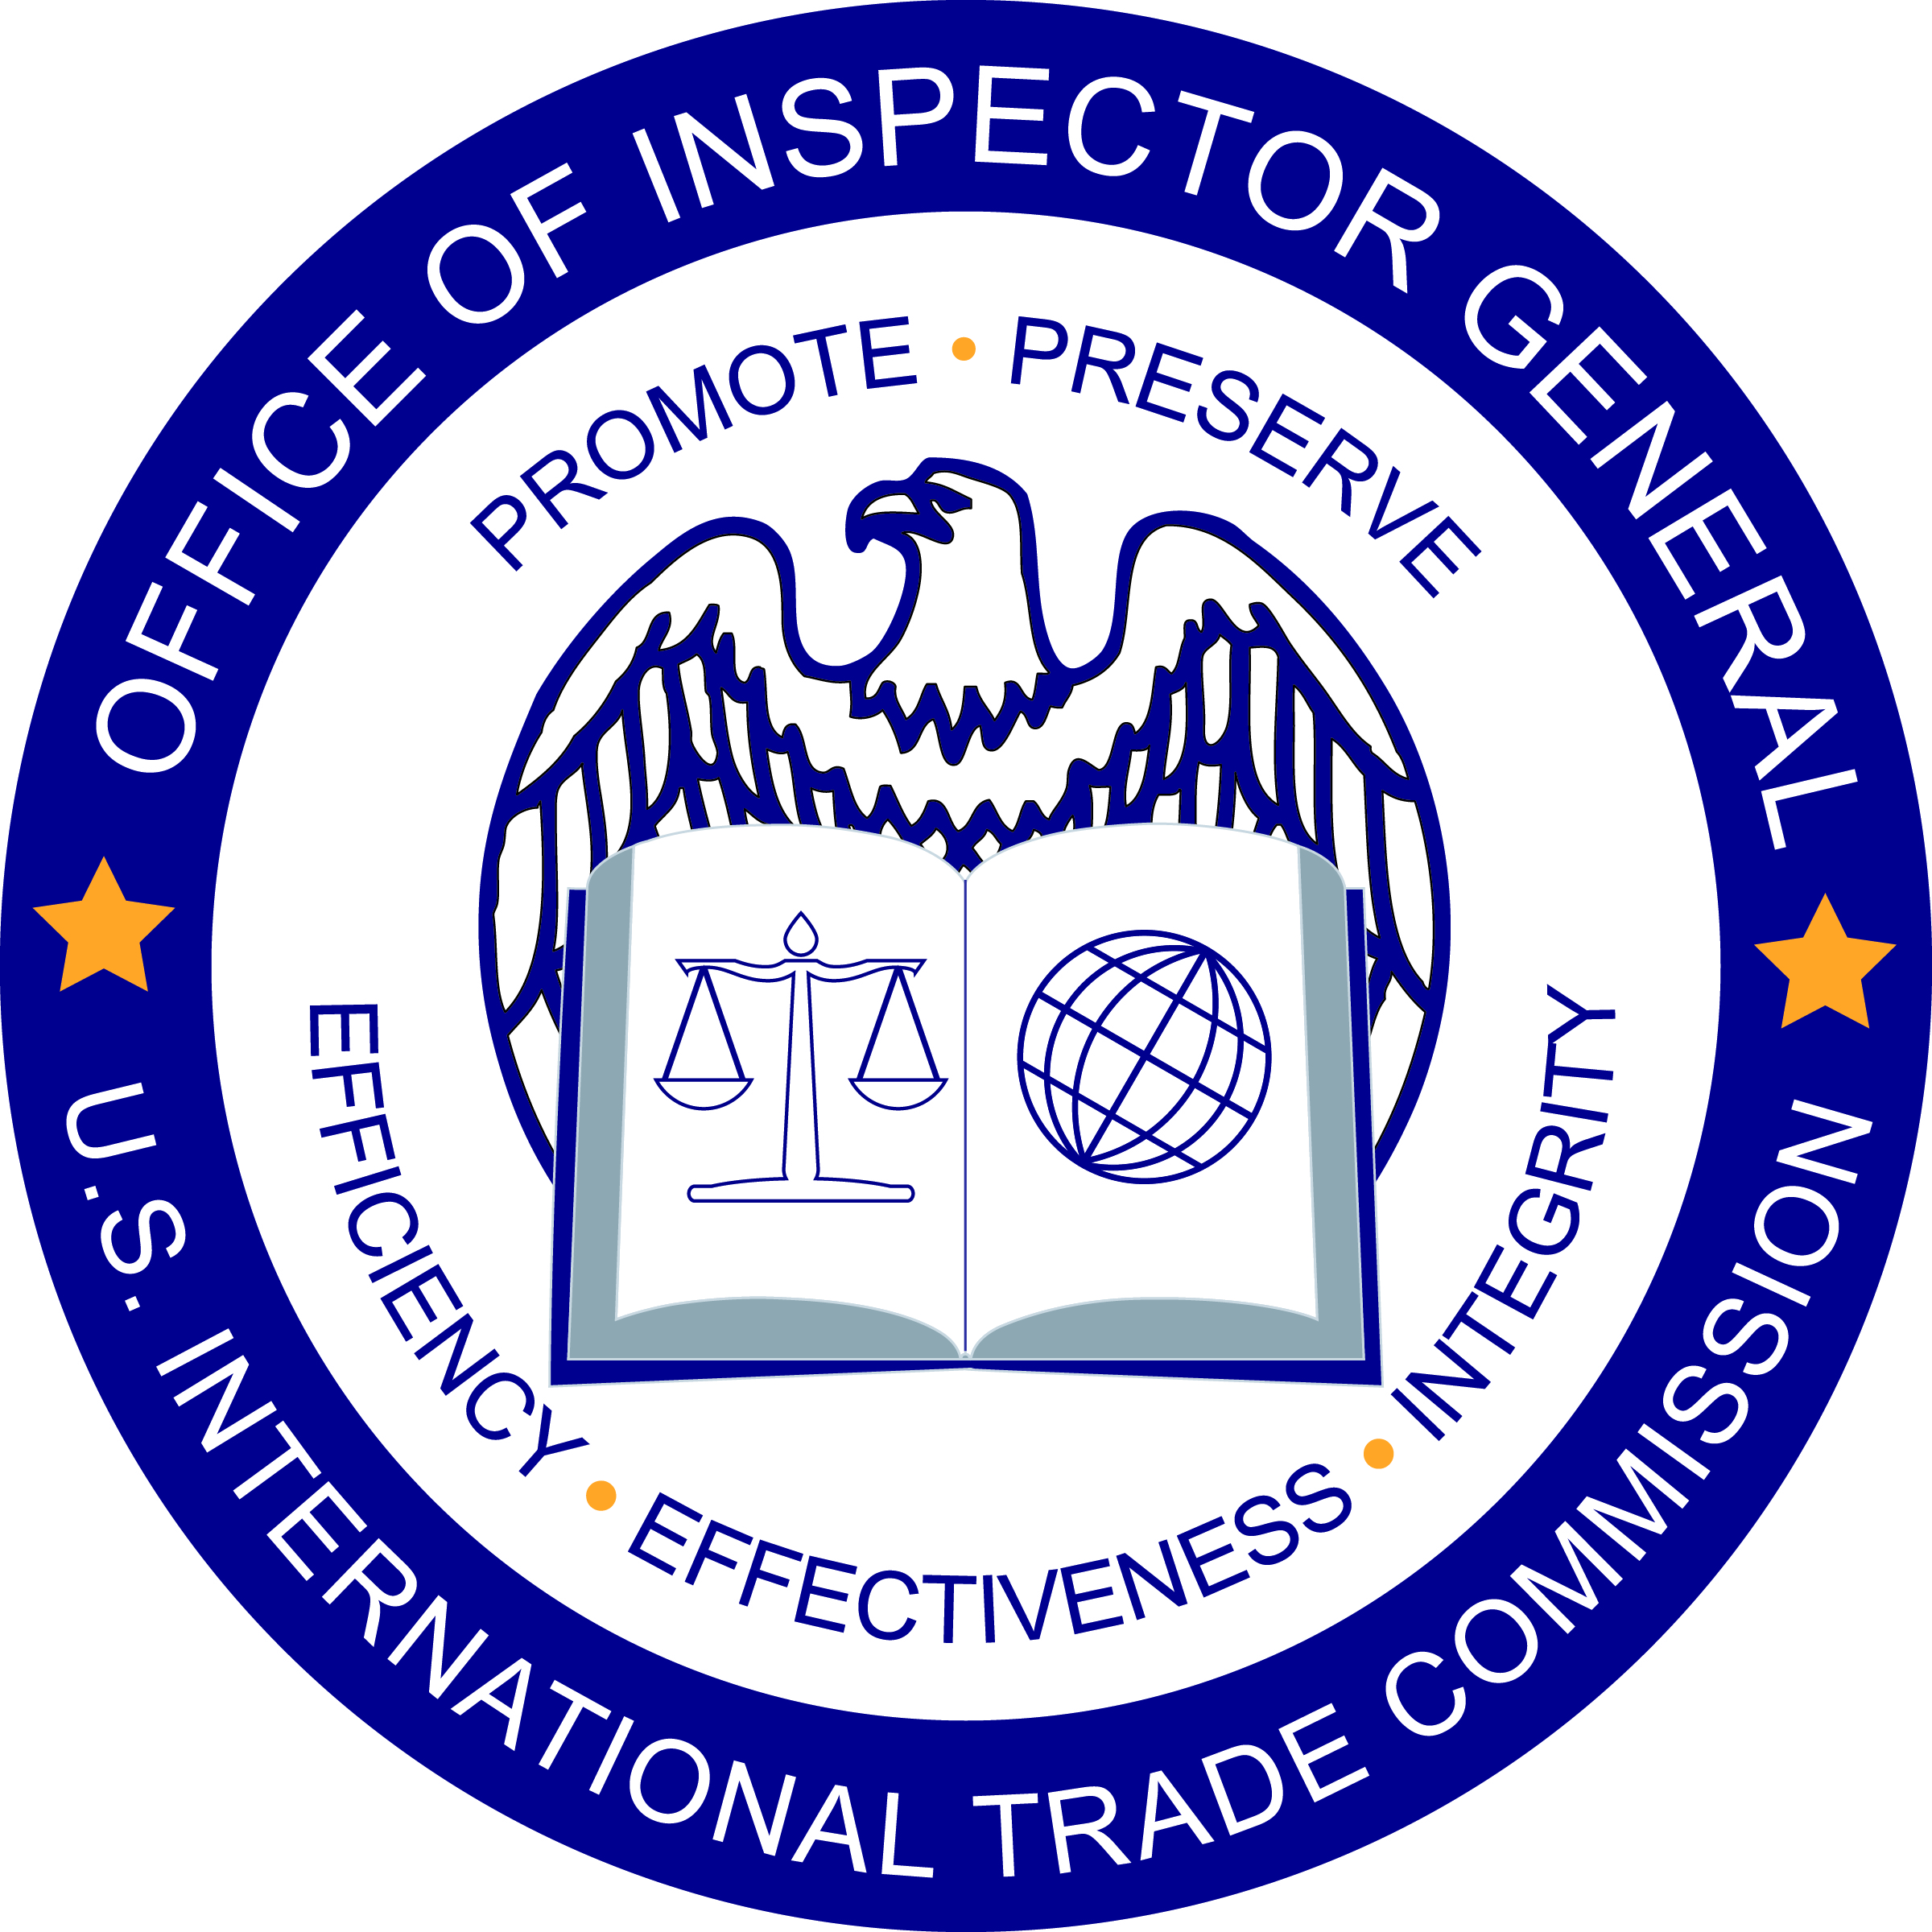 OFFICE OF INSPECTOR GENERAL
PROMOTE • PRESERVE
EFFICIENCY • EFFECTIVENESS • INTEGRITY
U.S. INTERNATIONAL TRADE COMMISSION